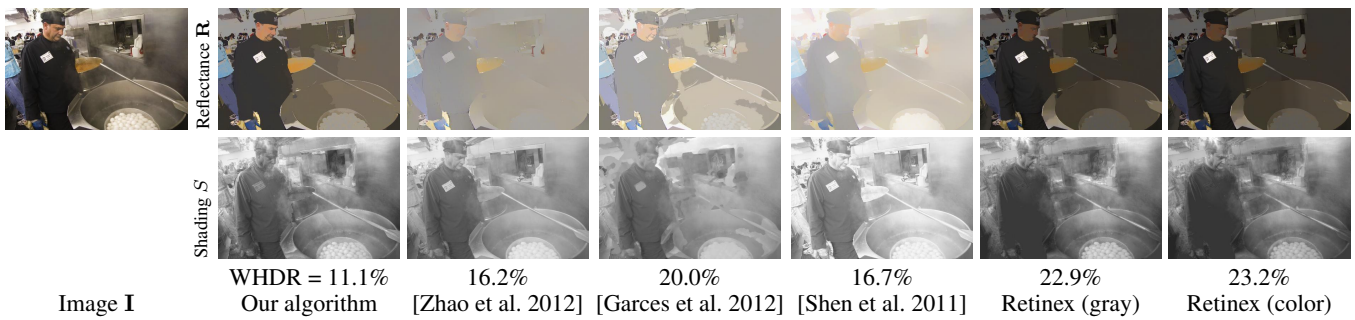 Reflectance R
Shading S
WHDR = 11.1% 16.2% 20.0% 16.7% 22.9% 23.2%
Image I Our algorithm [Zhao et al. 2012] [Garces et al. 2012] [Shen et al. 2011] Retinex (gray) Retinex (color)